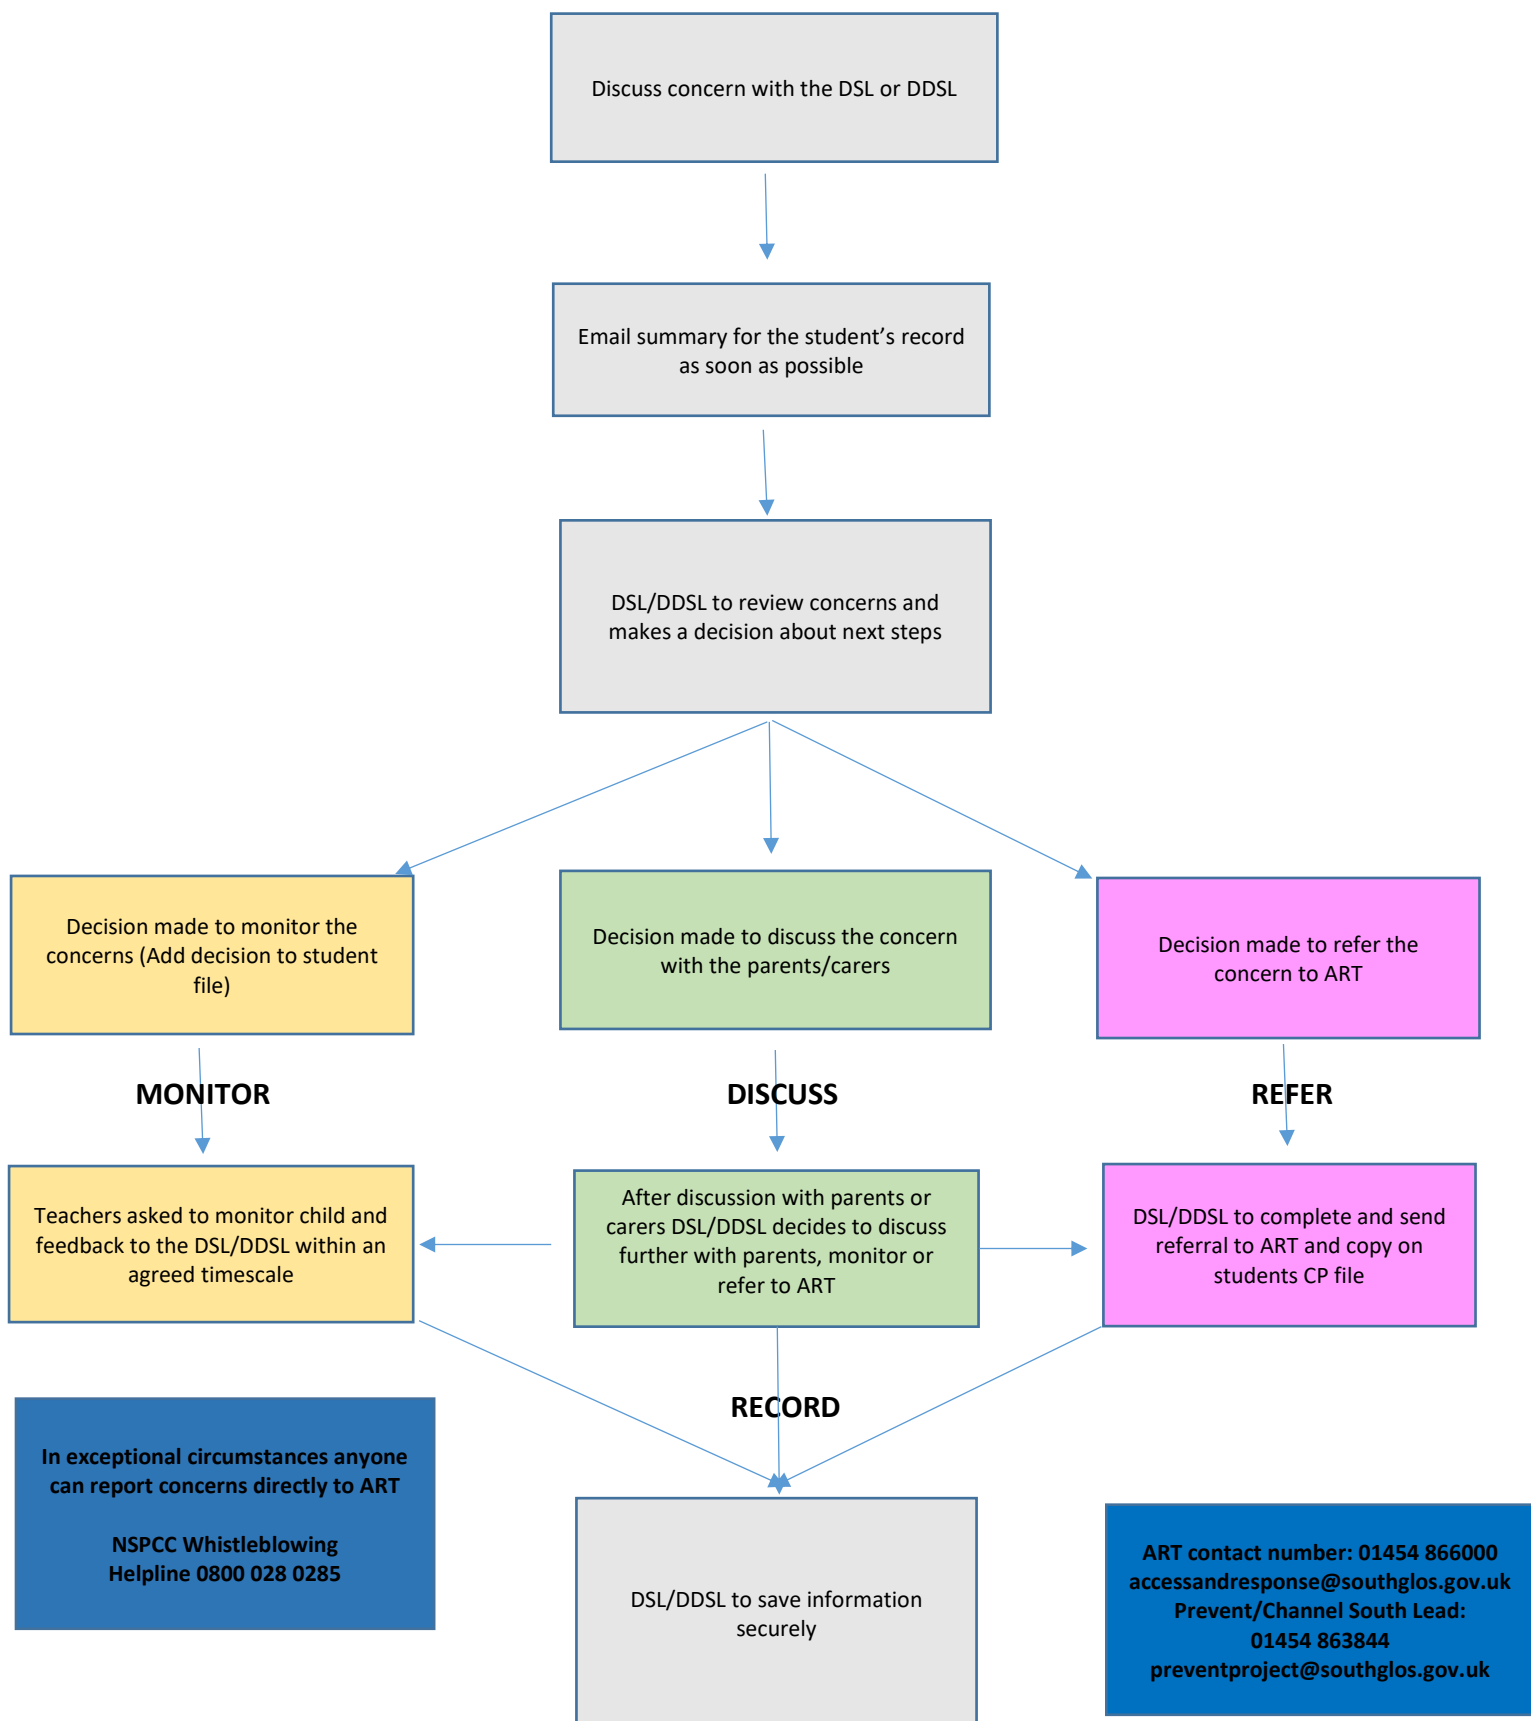 Discuss concern with the DSL or DDSL
Email summary for the student’s record
as soon as possible
DSL/DDSL to review concerns and
makes a decision about next steps
Decision made to monitor the
concerns (Add decision to student
file)
Decision made to discuss the concern
with the parents/carers
Decision made to refer the
concern to ART
MONITOR
DISCUSS
REFER
Teachers asked to monitor child and
feedback to the DSL/DDSL within an
agreed timescale
After discussion with parents or
carers DSL/DDSL decides to discuss
further with parents, monitor or
refer to ART
DSL/DDSL to complete and send
referral to ART and copy on
students CP file
RECORD
In exceptional circumstances anyone
can report concerns directly to ART
NSPCC Whistleblowing
Helpline 0800 028 0285
DSL/DDSL to save information
securely
ART contact number: 01454 866000
accessandresponse@southglos.gov.uk
Prevent/Channel South Lead:
01454 863844
preventproject@southglos.gov.uk